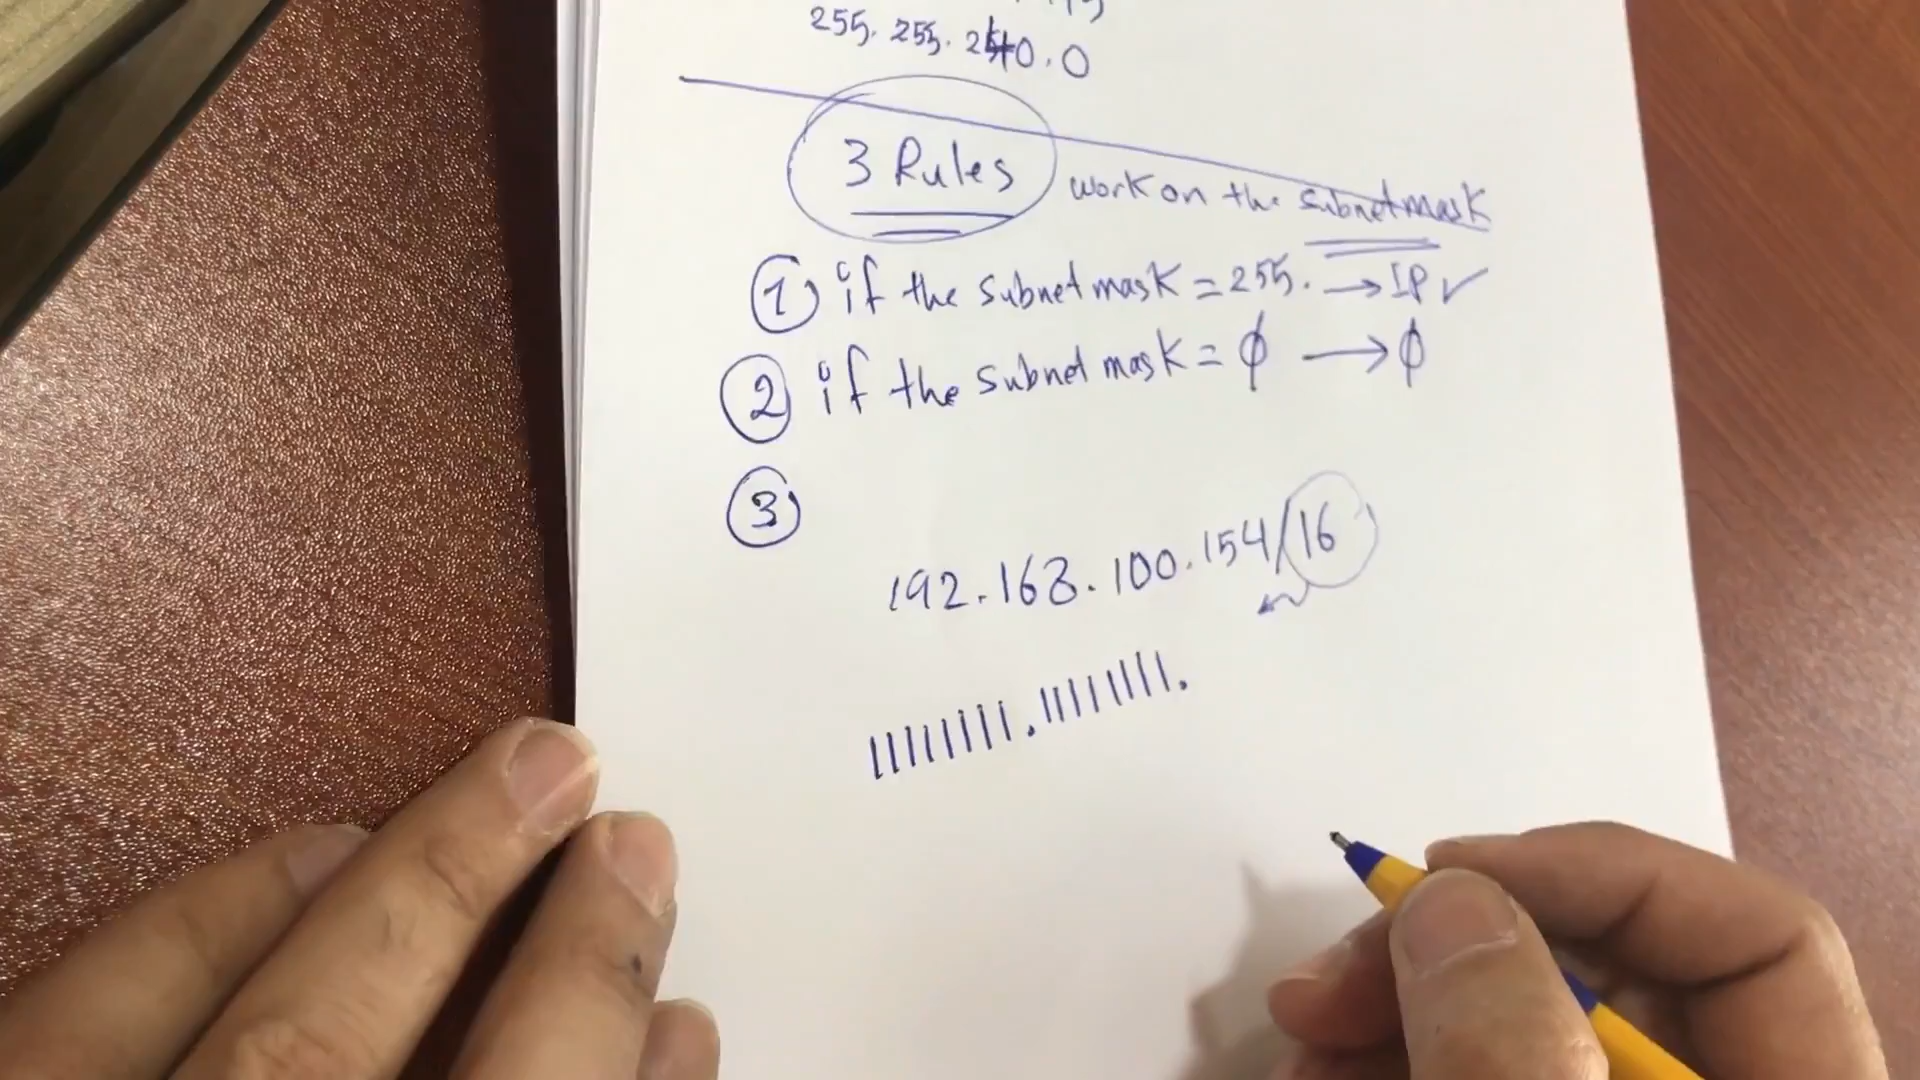 255. 255. 240. 0
3 Rules work on the subnetmask
1 if the subnet mask = 255. → IP ✓
2 if the subnet mask = ϕ → ϕ
3
192.168.100.154/16
11111111.11111111.